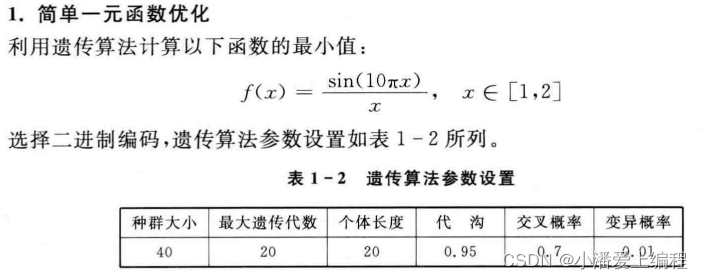 1. 简单一元函数优化
利用遗传算法计算以下函数的最小值:
f(x) = sin(10πx)/x, x ∈ [1,2]
选择二进制编码,遗传算法参数设置如表 1-2 所列。
表 1-2 遗传算法参数设置
种群大小 最大遗传代数 个体长度 代 沟 交叉概率 变异概率
40 20 20 0.95 0.7 0.01
CSDN @小潘爱上编程